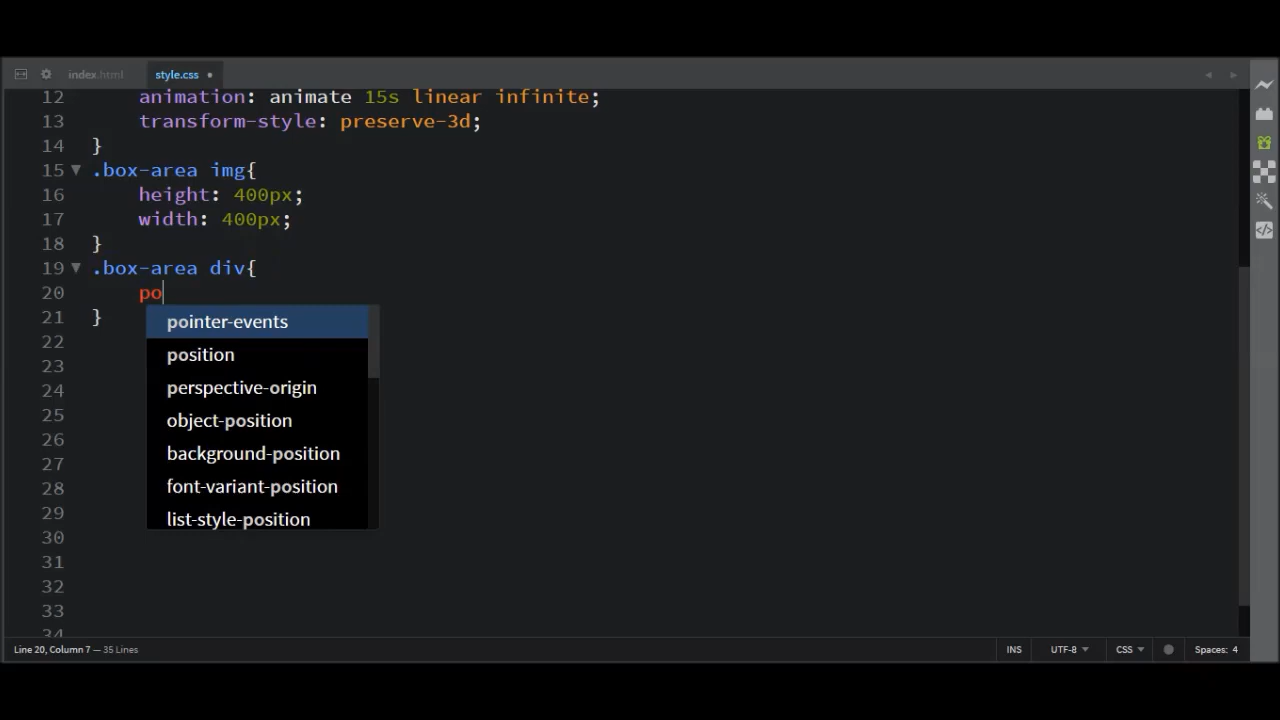 index.html style.css
12 animation: animate 15s linear infinite;
13 transform-style: preserve-3d;
14 }
15 .box-area img{
16 height: 400px;
17 width: 400px;
18 }
19 .box-area div{
20 po
21 }
22
23
24
25
26
27
28
29
30
31
32
33
34
pointer-events
position
perspective-origin
object-position
background-position
font-variant-position
list-style-position
Line 20, Column 7 — 35 Lines INS UTF-8 CSS Spaces: 4